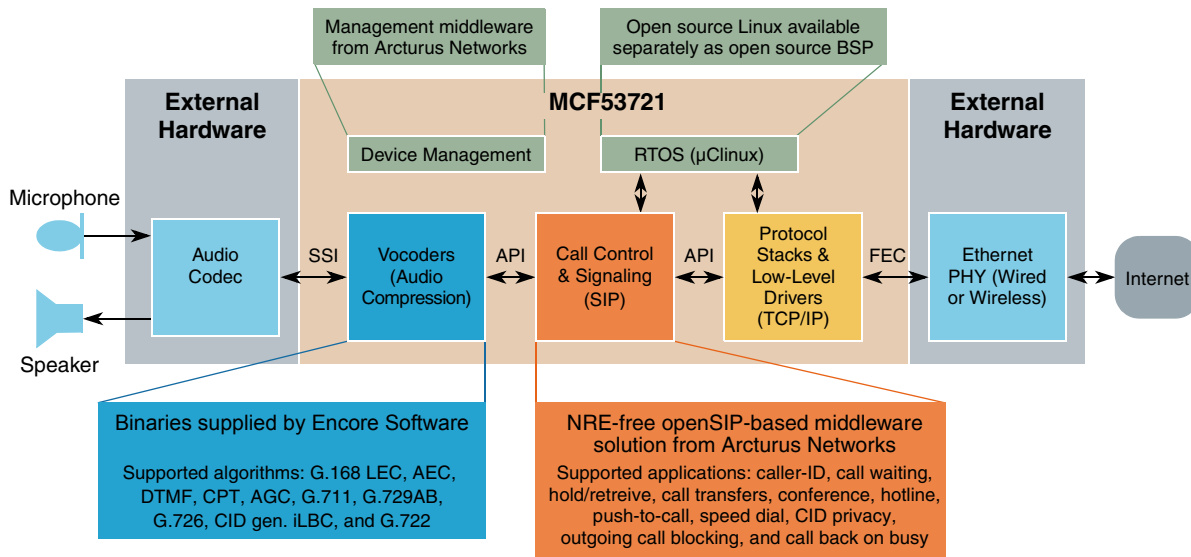 Management middleware
from Arcturus Networks
Open source Linux available
separately as open source BSP
External
Hardware
MCF53721
External
Hardware
Device Management
RTOS (µClinux)
Microphone
Speaker
Audio
Codec
SSI
Vocoders
(Audio
Compression)
API
Call Control
& Signaling
(SIP)
API
Protocol
Stacks &
Low-Level
Drivers
(TCP/IP)
FEC
Ethernet
PHY (Wired
or Wireless)
Internet
Binaries supplied by Encore Software
Supported algorithms: G.168 LEC, AEC,
DTMF, CPT, AGC, G.711, G.729AB,
G.726, CID gen. iLBC, and G.722
NRE-free openSIP-based middleware
solution from Arcturus Networks
Supported applications: caller-ID, call waiting,
hold/retreive, call transfers, conference, hotline,
push-to-call, speed dial, CID privacy,
outgoing call blocking, and call back on busy